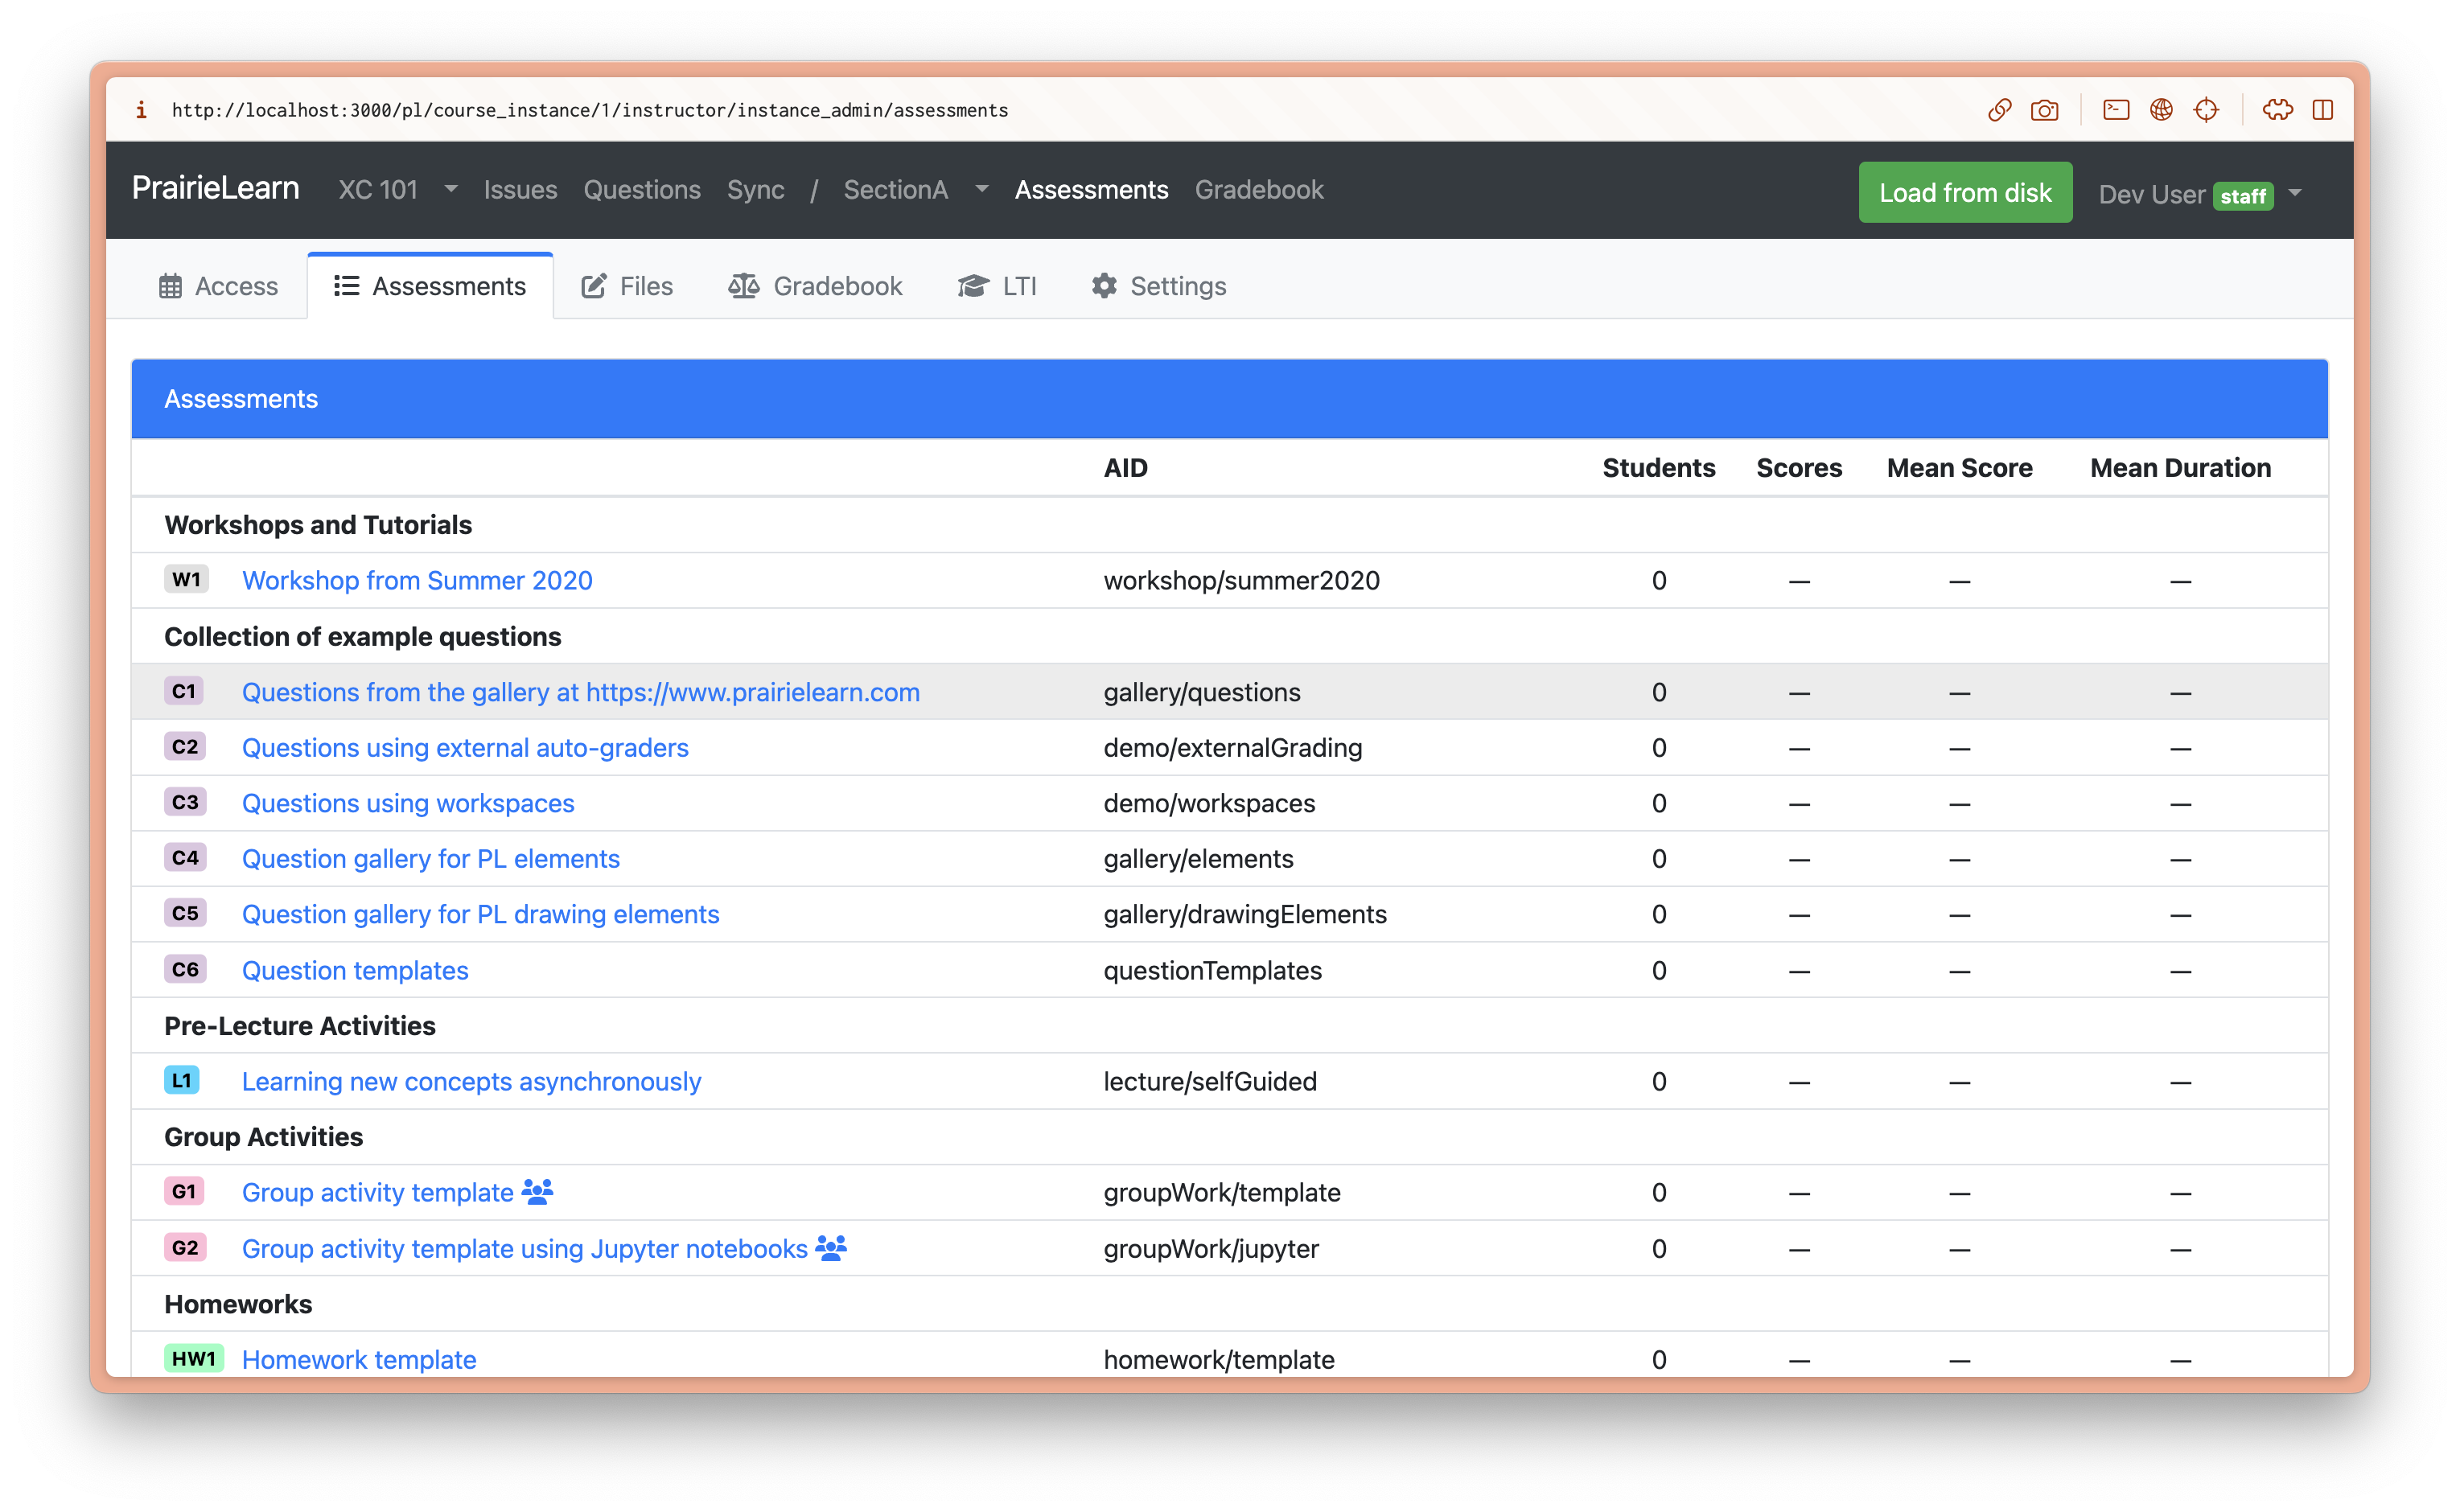 http://localhost:3000/pl/course_instance/1/instructor/instance_admin/assessments
PrairieLearn XC 101 Issues Questions Sync / SectionA Assessments Gradebook Load from disk Dev User staff
Access Assessments Files Gradebook LTI Settings
Assessments
AID Students Scores Mean Score Mean Duration
Workshops and Tutorials
W1 Workshop from Summer 2020 workshop/summer2020 0 — — —
Collection of example questions
C1 Questions from the gallery at https://www.prairielearn.com gallery/questions 0 — — —
C2 Questions using external auto-graders demo/externalGrading 0 — — —
C3 Questions using workspaces demo/workspaces 0 — — —
C4 Question gallery for PL elements gallery/elements 0 — — —
C5 Question gallery for PL drawing elements gallery/drawingElements 0 — — —
C6 Question templates questionTemplates 0 — — —
Pre-Lecture Activities
L1 Learning new concepts asynchronously lecture/selfGuided 0 — — —
Group Activities
G1 Group activity template groupWork/template 0 — — —
G2 Group activity template using Jupyter notebooks groupWork/jupyter 0 — — —
Homeworks
HW1 Homework template homework/template 0 — — —